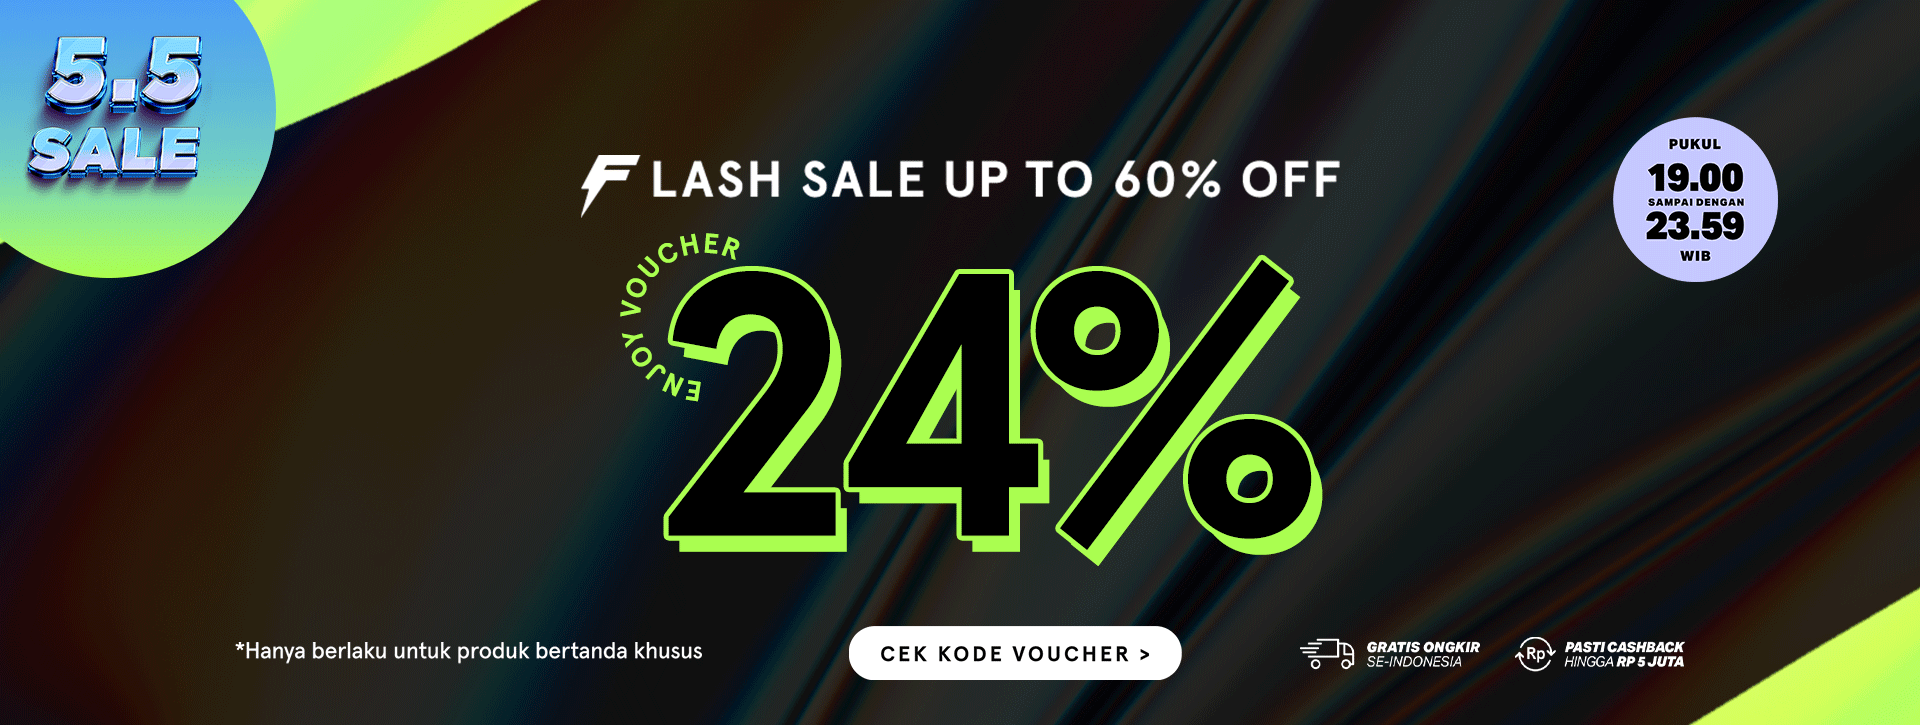 5.5
SALE
FLASH SALE UP TO 60% OFF
PUKUL
19.00
SAMPAI DENGAN
23.59
WIB
ENJOY VOUCHER
24%
*Hanya berlaku untuk produk bertanda khusus
CEK KODE VOUCHER >
GRATIS ONGKIR
SE-INDONESIA
Rp
PASTI CASHBACK
HINGGA RP 5 JUTA